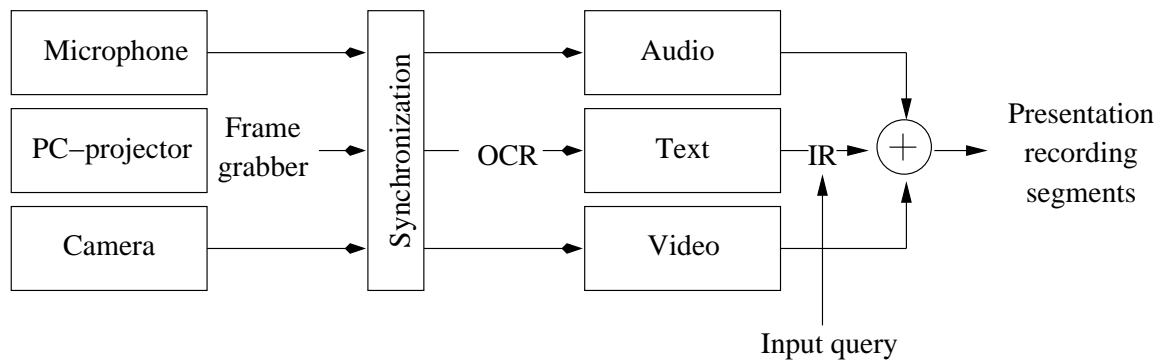 Microphone
Audio
PC−projector
Frame
grabber
Synchronization
OCR
Text
IR
+
Presentation
recording
segments
Camera
Video
Input query